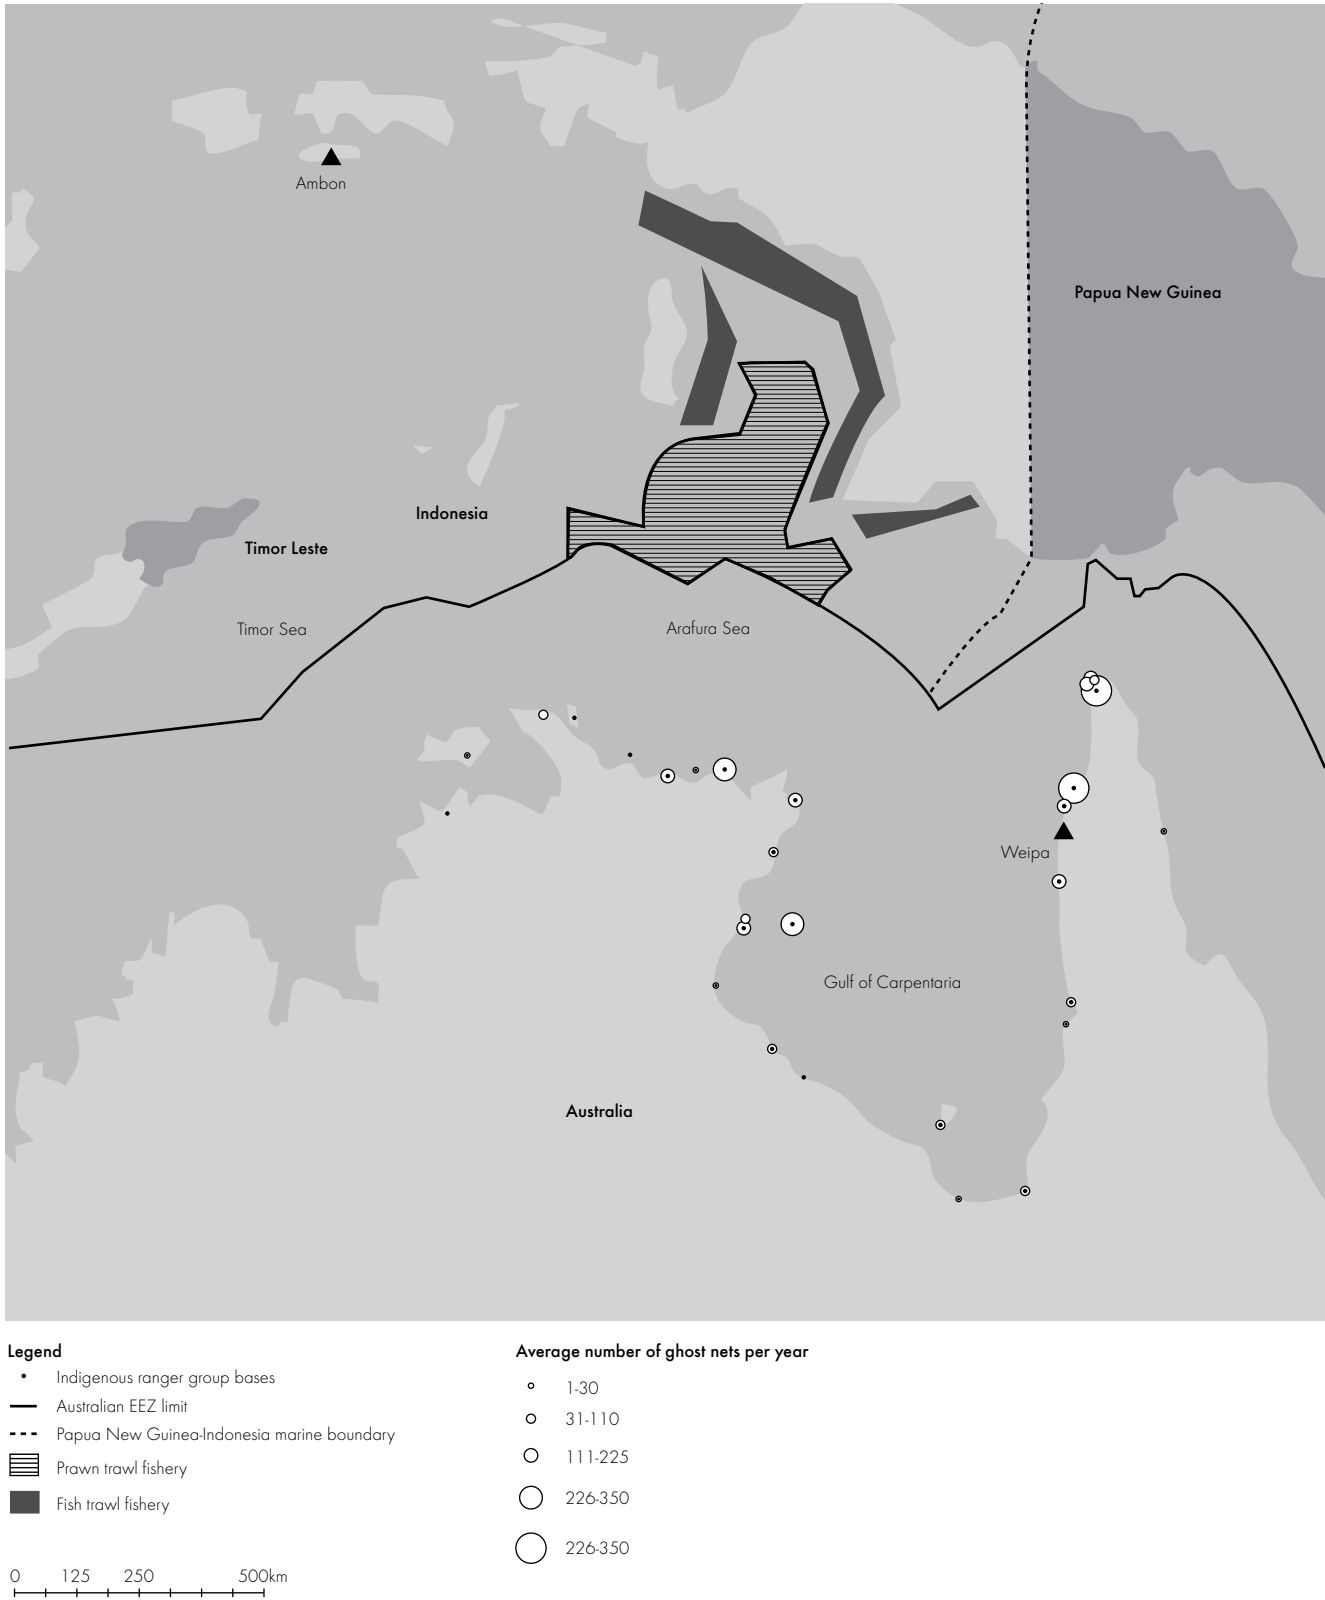 Ambon
Papua New Guinea
Indonesia
Timor Leste
Timor Sea
Arafura Sea
Weipa
Gulf of Carpentaria
Australia
Legend
Indigenous ranger group bases
Australian EEZ limit
Papua New Guinea-Indonesia marine boundary
Prawn trawl fishery
Fish trawl fishery
0 125 250 500km
Average number of ghost nets per year
1-30
31-110
111-225
226-350
226-350